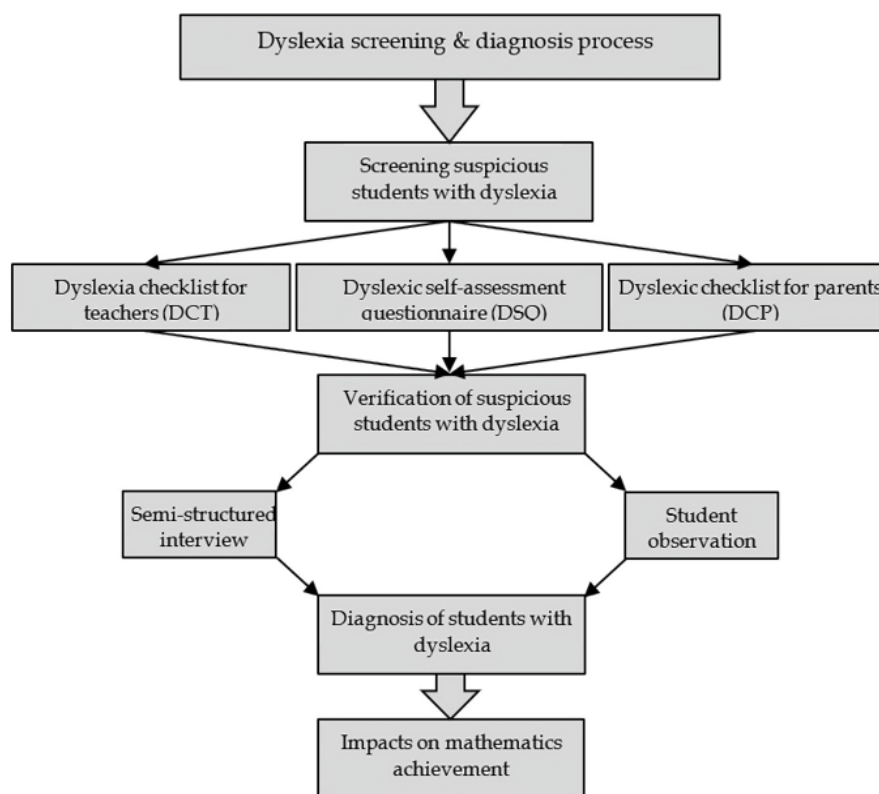 Dyslexia screening & diagnosis process
Screening suspicious
students with dyslexia
Dyslexia checklist for
teachers (DCT)
Dyslexic self-assessment
questionnaire (DSQ)
Dyslexic checklist for parents
(DCP)
Verification of suspicious
students with dyslexia
Semi-structured
interview
Student
observation
Diagnosis of students with
dyslexia
Impacts on mathematics
achievement